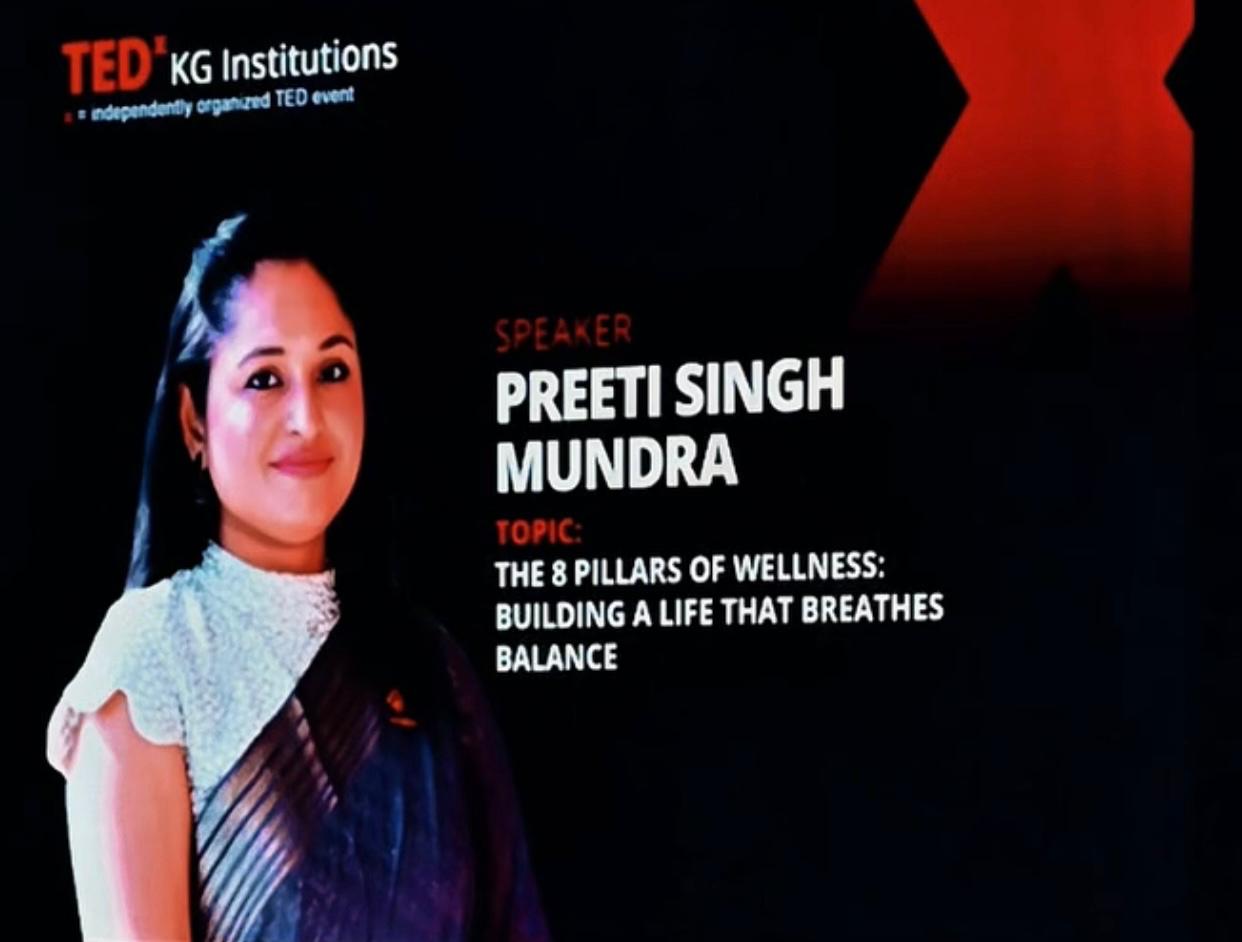 TEDx KG Institutions
x = independently organized TED event
SPEAKER
PREETI SINGH
MUNDRA
TOPIC:
THE 8 PILLARS OF WELLNESS:
BUILDING A LIFE THAT BREATHES
BALANCE